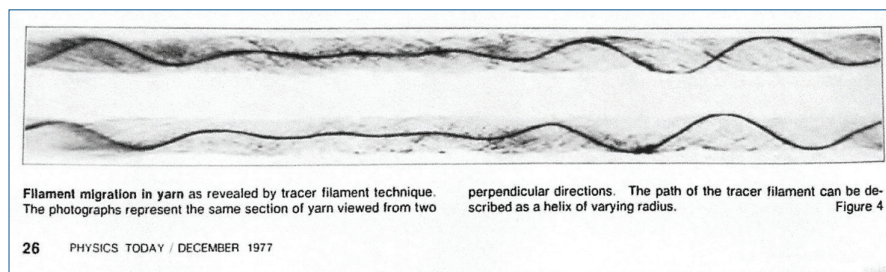 Filament migration in yarn as revealed by tracer filament technique.
The photographs represent the same section of yarn viewed from two
perpendicular directions. The path of the tracer filament can be de-
scribed as a helix of varying radius. Figure 4
26 PHYSICS TODAY / DECEMBER 1977